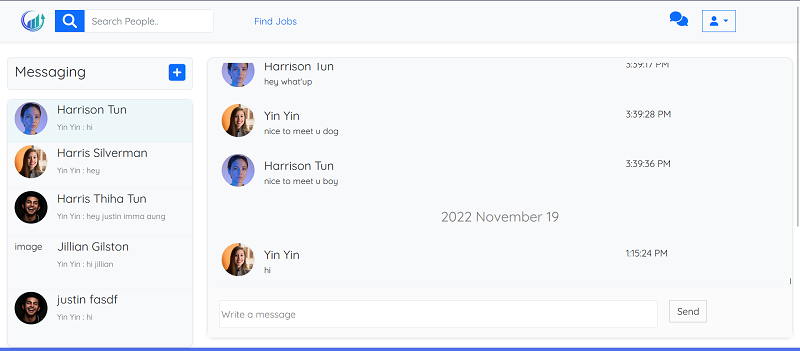 Search People..
Find Jobs
Messaging
Harrison Tun
Yin Yin : hi
Harris Silverman
Yin Yin : hey
Harris Thiha Tun
Yin Yin : hey justin imma aung
image
Jillian Gilston
Yin Yin : hi jillian
justin fasdf
Yin Yin : hi
Harrison Tun
3:39:17 PM
hey what'up
Yin Yin
3:39:28 PM
nice to meet u dog
Harrison Tun
3:39:36 PM
nice to meet u boy
2022 November 19
Yin Yin
1:15:24 PM
hi
Write a message
Send